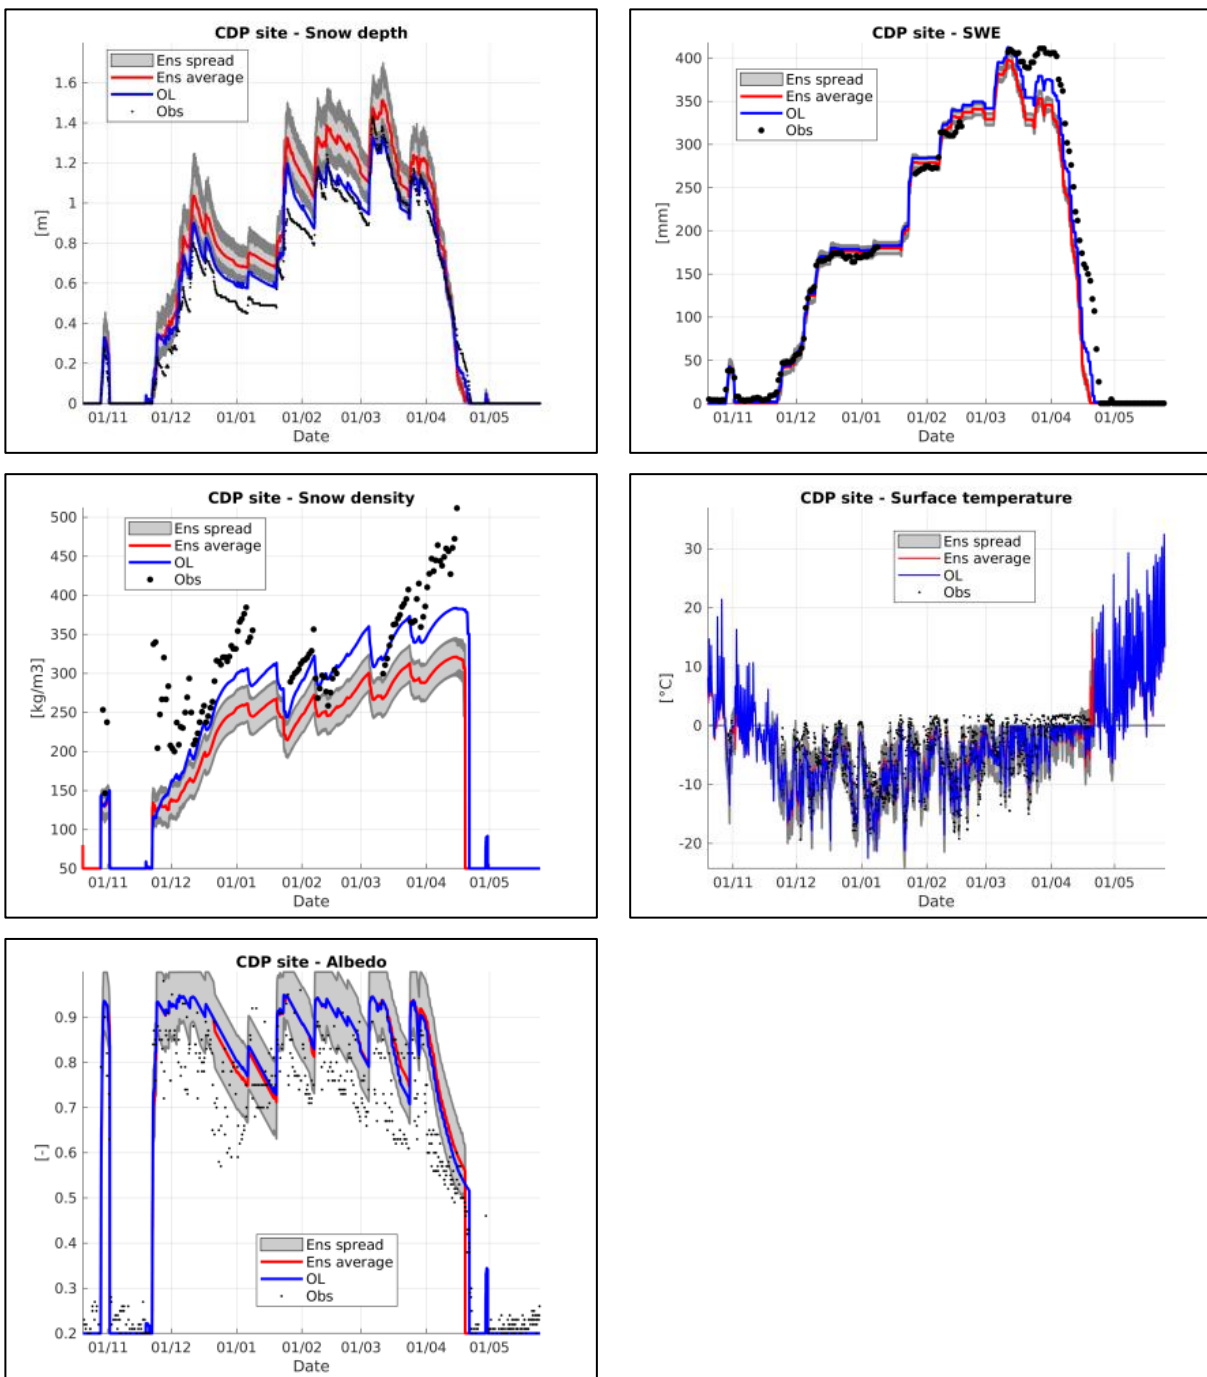 CDP site - Snow depth
Ens spread
Ens average
OL
Obs
1.6
1.4
1.2
1
0.8
0.6
0.4
0.2
0
[m]
01/11 01/12 01/01 01/02 01/03 01/04 01/05
Date
CDP site - SWE
Ens spread
Ens average
OL
Obs
400
350
300
250
200
150
100
50
0
[mm]
01/11 01/12 01/01 01/02 01/03 01/04 01/05
Date
CDP site - Snow density
Ens spread
Ens average
OL
Obs
500
450
400
350
300
250
200
150
100
50
[kg/m3]
01/11 01/12 01/01 01/02 01/03 01/04 01/05
Date
CDP site - Surface temperature
Ens spread
Ens average
OL
Obs
30
20
10
0
-10
-20
[°C]
01/11 01/12 01/01 01/02 01/03 01/04 01/05
Date
CDP site - Albedo
0.9
0.8
0.7
0.6
0.5
0.4
0.3
0.2
[-]
Ens spread
Ens average
OL
Obs
01/11 01/12 01/01 01/02 01/03 01/04 01/05
Date